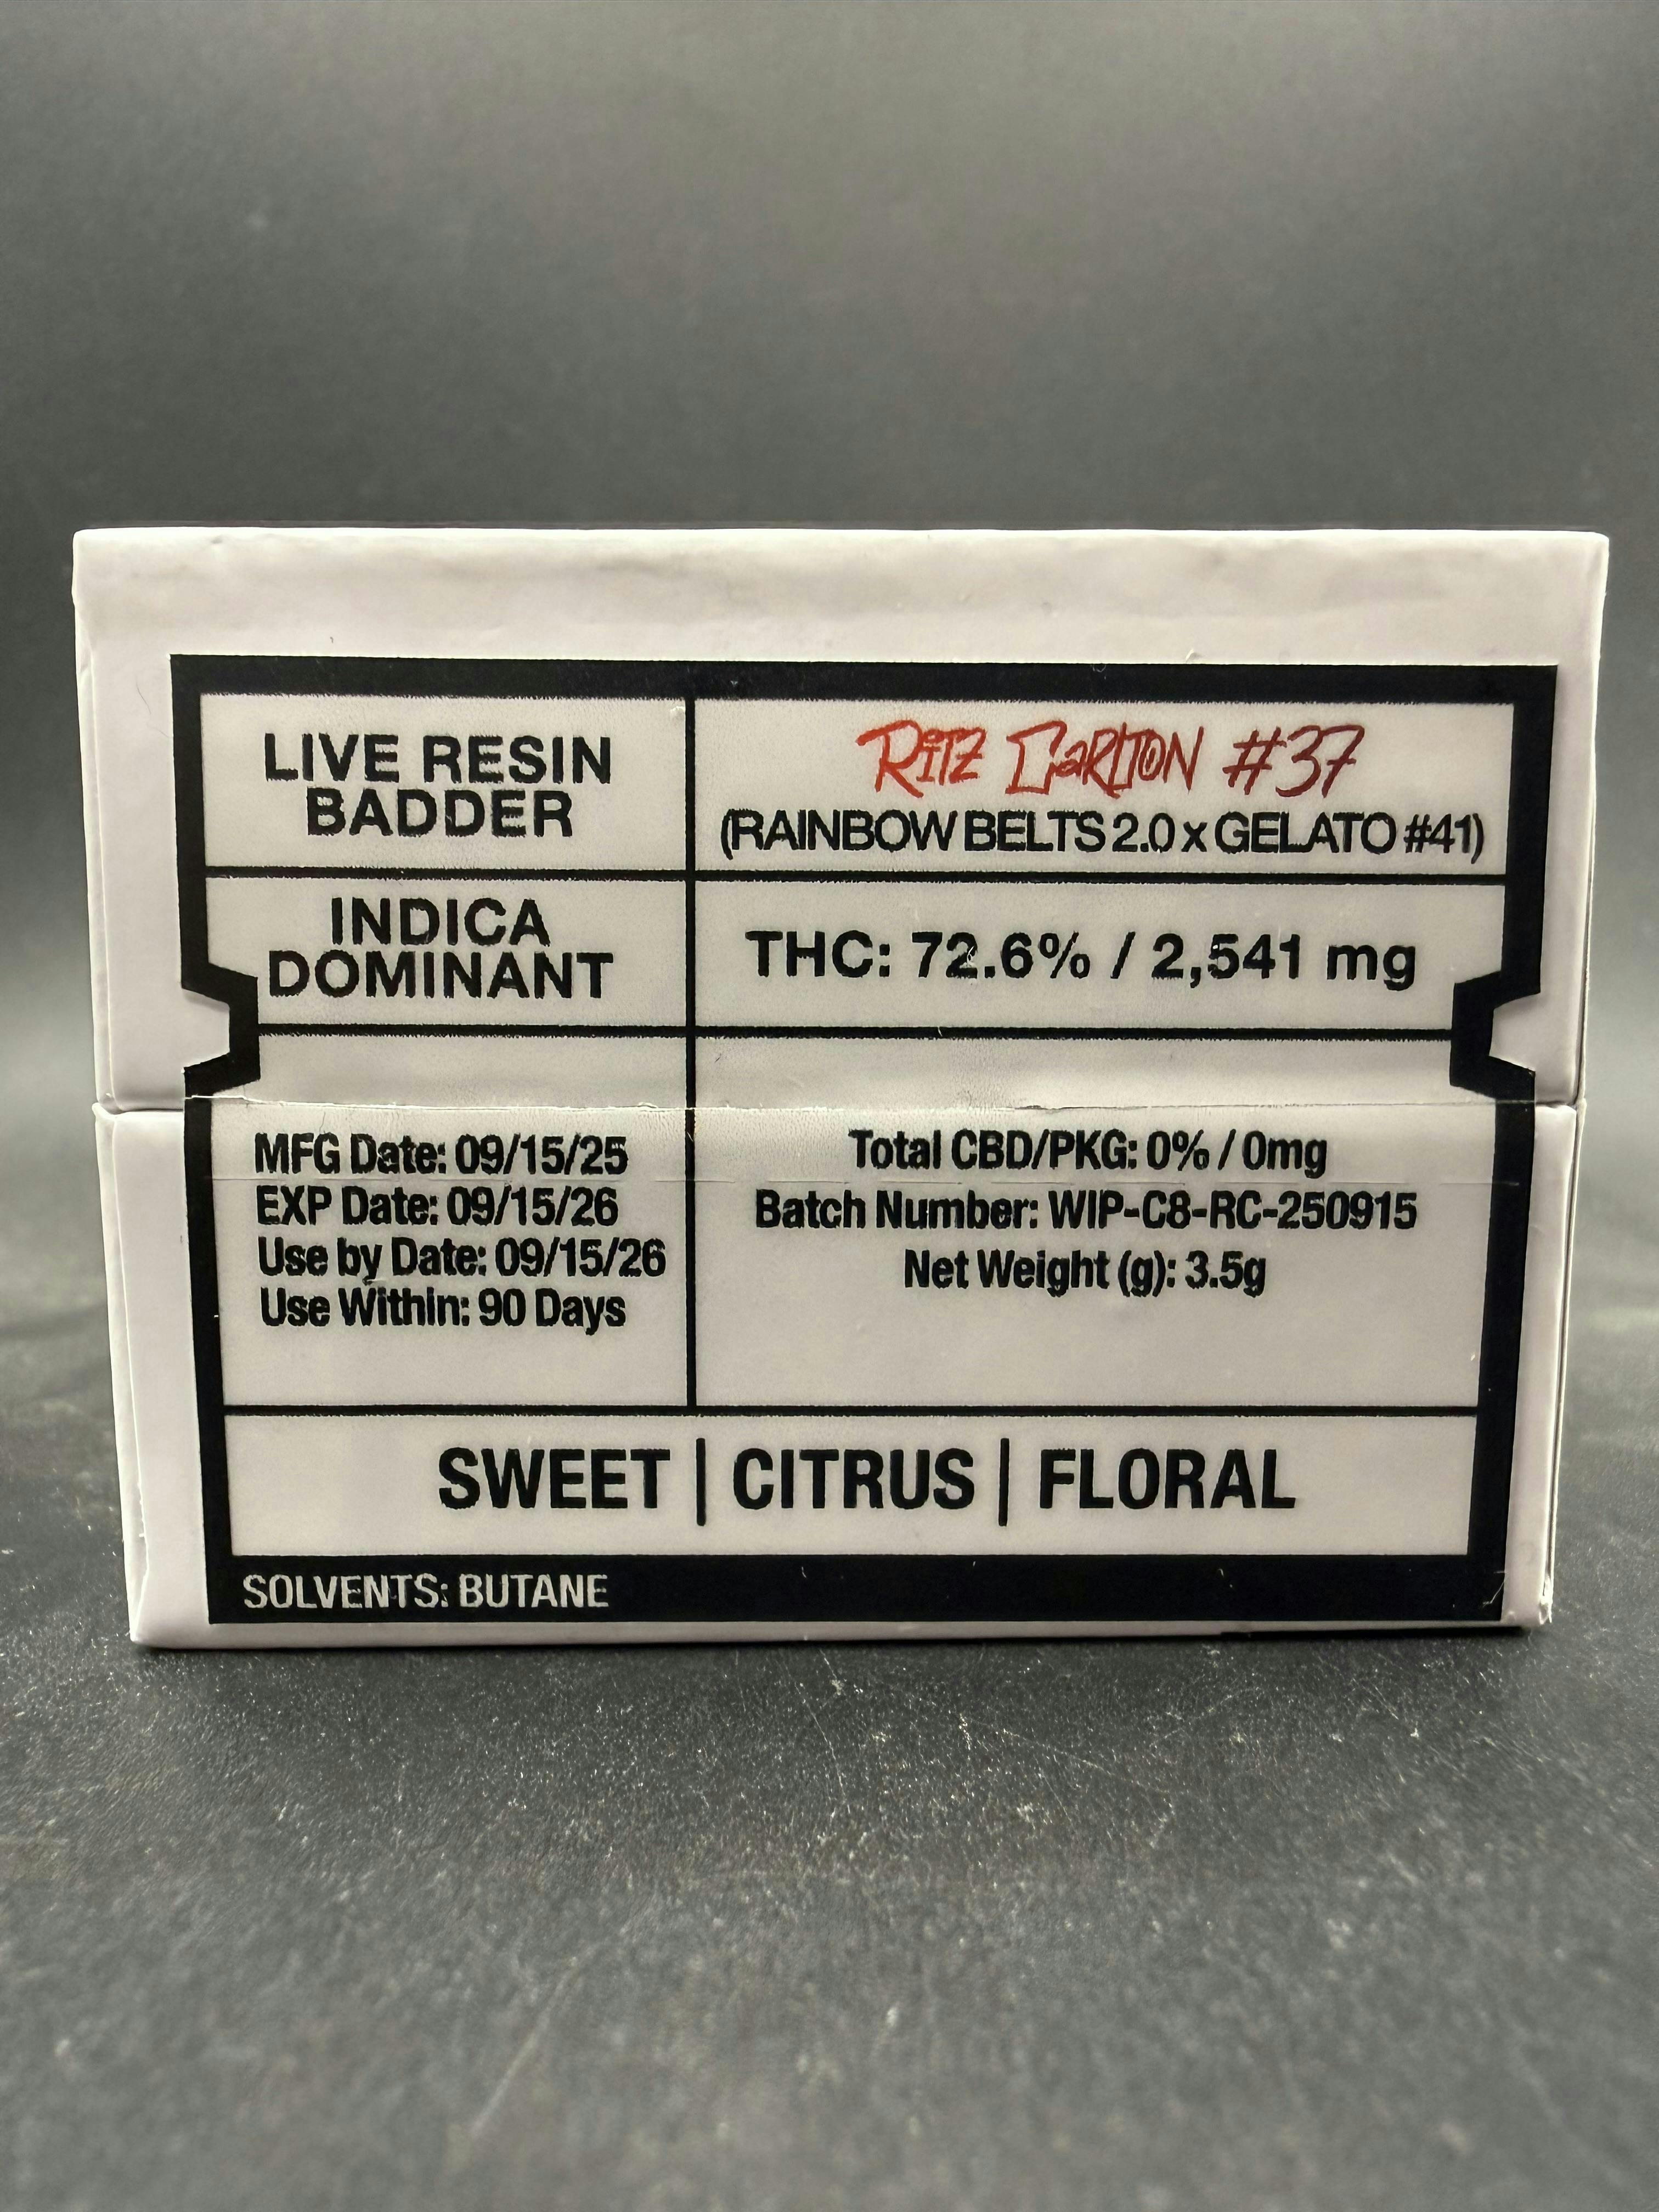 LIVE RESIN
BADDER
RITZ CARLTON #37
(RAINBOW BELTS 2.0 x GELATO #41)
INDICA
DOMINANT
THC: 72.6% / 2,541 mg
MFG Date: 09/15/25
EXP Date: 09/15/26
Use by Date: 09/15/26
Use Within: 90 Days
Total CBD/PKG: 0% / 0mg
Batch Number: WIP-C8-RC-250915
Net Weight (g): 3.5g
SWEET | CITRUS | FLORAL
SOLVENTS: BUTANE